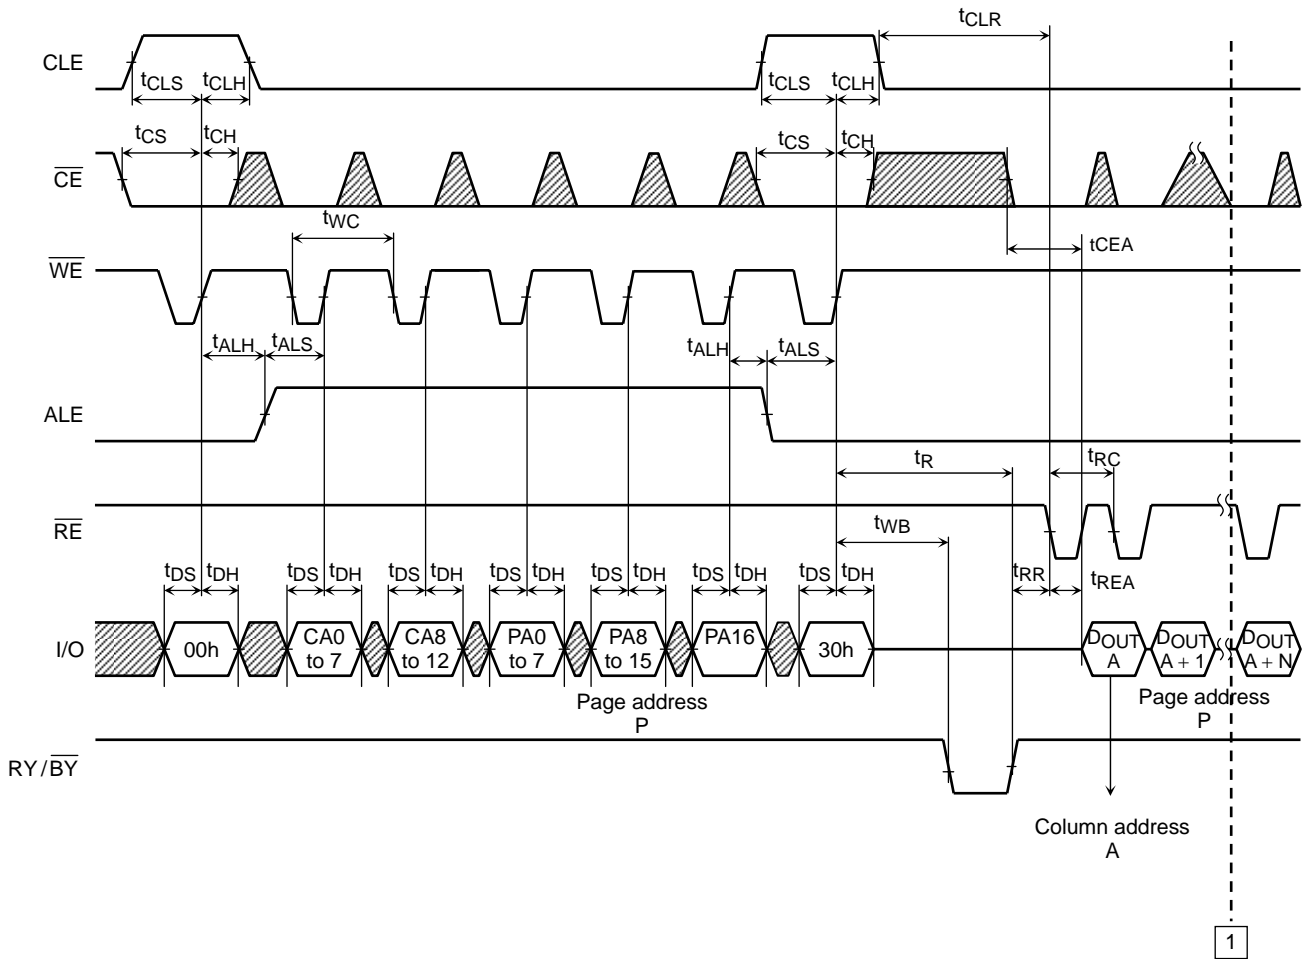 tCLR
CLE
tCLS tCLH tCLS tCLH
tCS tCH tCS tCH
CE
tWC
tCEA
WE
tALH tALS tALH tALS
ALE
tR tRC
RE
tWB
tDS tDH tDS tDH tDS tDH tDS tDH tDS tDH tDS tDH tDS tDH tRR tREA
I/O 00h CA0 to 7 CA8 to 12 PA0 to 7 PA8 to 15 PA16 30h DOUT A DOUT A + 1 DOUT A + N
Page address P
Page address P
RY/BY
Column address
A
1